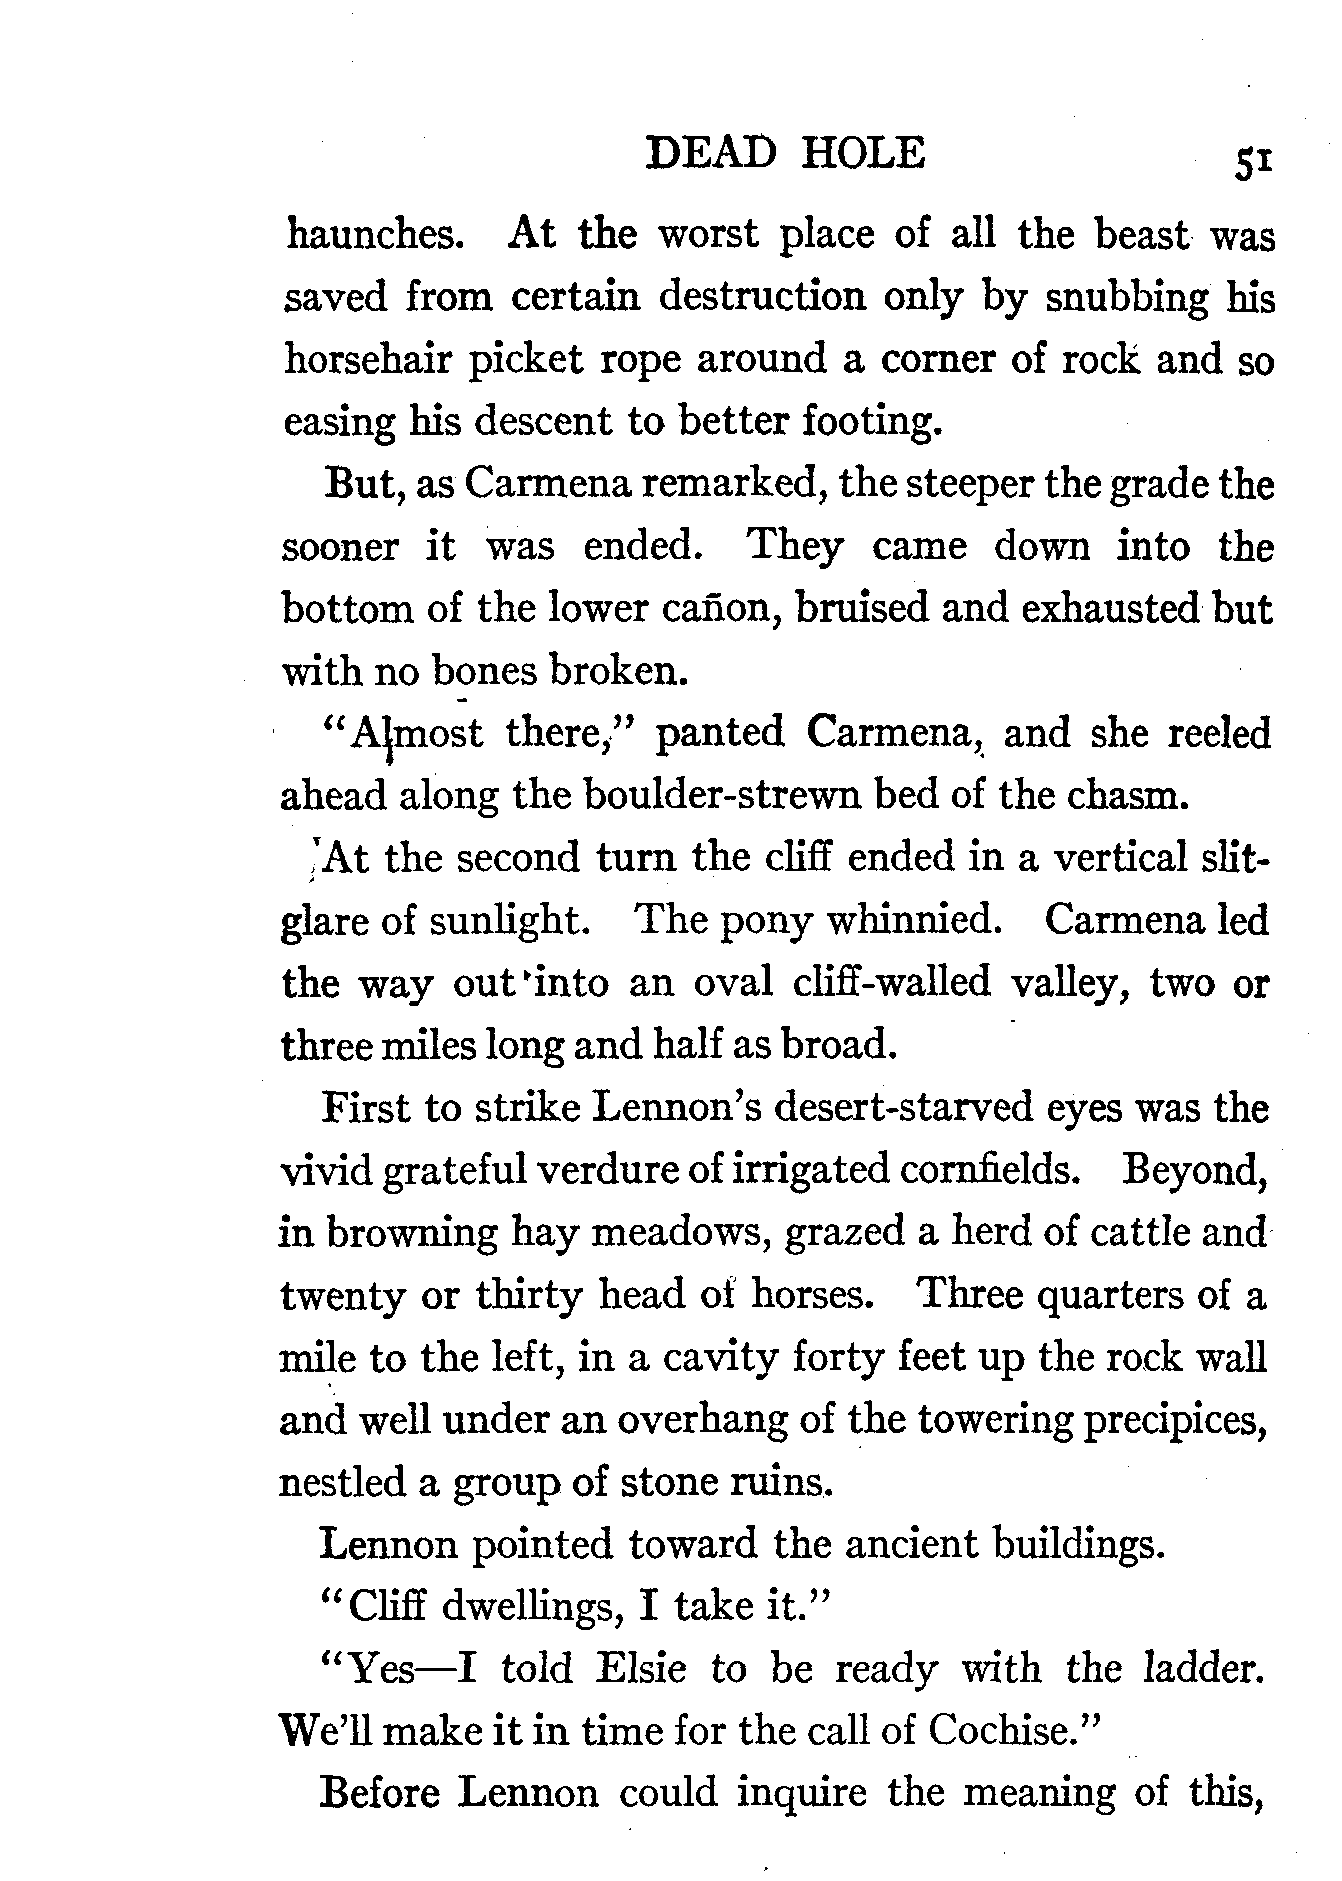 DEAD HOLE 51
haunches. At the worst place of all the beast was
saved from certain destruction only by snubbing his
horsehair picket rope around a corner of rock and so
easing his descent to better footing.
But, as Carmena remarked, the steeper the grade the
sooner it was ended. They came down into the
bottom of the lower cañon, bruised and exhausted but
with no bones broken.
"Almost there," panted Carmena, and she reeled
ahead along the boulder-strewn bed of the chasm.
At the second turn the cliff ended in a vertical slit-
glare of sunlight. The pony whinnied. Carmena led
the way out into an oval cliff-walled valley, two or
three miles long and half as broad.
First to strike Lennon's desert-starved eyes was the
vivid grateful verdure of irrigated cornfields. Beyond,
in browning hay meadows, grazed a herd of cattle and
twenty or thirty head of horses. Three quarters of a
mile to the left, in a cavity forty feet up the rock wall
and well under an overhang of the towering precipices,
nestled a group of stone ruins.
Lennon pointed toward the ancient buildings.
"Cliff dwellings, I take it."
"Yes—I told Elsie to be ready with the ladder.
We'll make it in time for the call of Cochise."
Before Lennon could inquire the meaning of this,